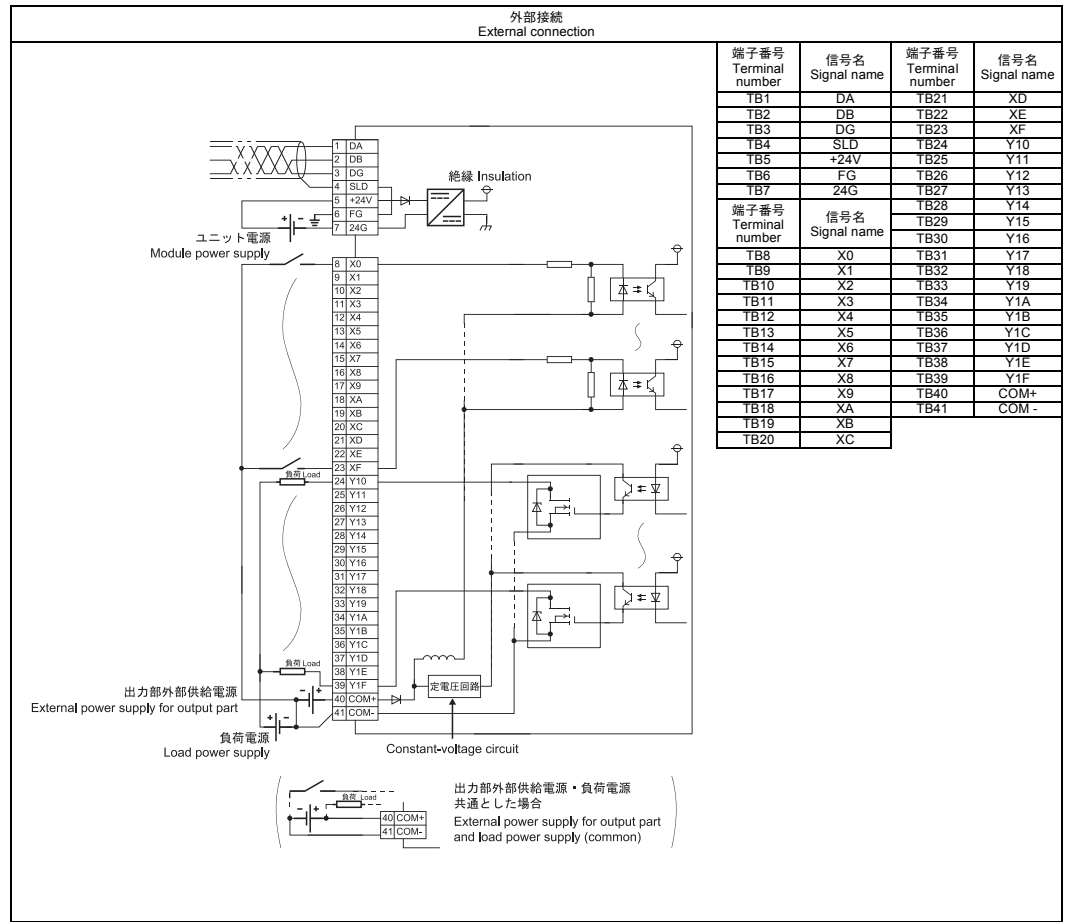 外部接続
External connection
1 DA
2 DB
3 DG
4 SLD
5 +24V
6 FG
7 24G
絶縁 Insulation
+ -
ユニット電源
Module power supply
8 X0
9 X1
10 X2
11 X3
12 X4
13 X5
14 X6
15 X7
16 X8
17 X9
18 XA
19 XB
20 XC
21 XD
22 XE
23 XF
負荷 Load
24 Y10
25 Y11
26 Y12
27 Y13
28 Y14
29 Y15
30 Y16
31 Y17
32 Y18
33 Y19
34 Y1A
35 Y1B
36 Y1C
37 Y1D
負荷 Load
38 Y1E
39 Y1F
40 COM+
41 COM-
定電圧回路
- +
出力部外部供給電源
External power supply for output part
+ -
負荷電源
Load power supply
Constant-voltage circuit
負荷 Load
- +
40 COM+
41 COM-
出力部外部供給電源・負荷電源
共通とした場合
External power supply for output part
and load power supply (common)
端子番号
Terminal
number
信号名
Signal name
端子番号
Terminal
number
信号名
Signal name
TB1 DA TB21 XD
TB2 DB TB22 XE
TB3 DG TB23 XF
TB4 SLD TB24 Y10
TB5 +24V TB25 Y11
TB6 FG TB26 Y12
TB7 24G TB27 Y13
端子番号
Terminal
number
信号名
Signal name
TB28 Y14
TB29 Y15
TB30 Y16
TB8 X0 TB31 Y17
TB9 X1 TB32 Y18
TB10 X2 TB33 Y19
TB11 X3 TB34 Y1A
TB12 X4 TB35 Y1B
TB13 X5 TB36 Y1C
TB14 X6 TB37 Y1D
TB15 X7 TB38 Y1E
TB16 X8 TB39 Y1F
TB17 X9 TB40 COM+
TB18 XA TB41 COM -
TB19 XB
TB20 XC